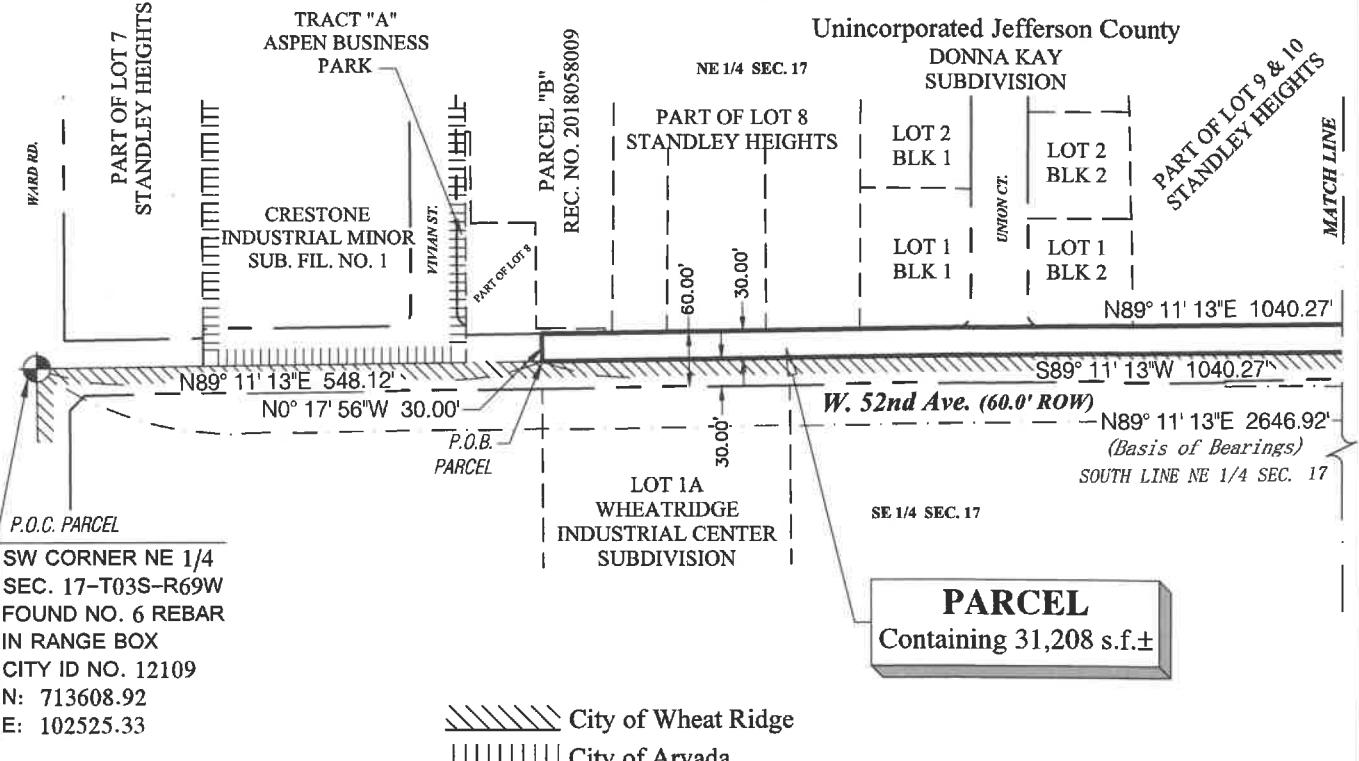 PART OF LOT 7
STANDLEY HEIGHTS
TRACT "A"
ASPEN BUSINESS
PARK
PARCEL "B"
REC. NO. 2018058009
NE 1/4 SEC. 17
Unincorporated Jefferson County
DONNA KAY
SUBDIVISION
PART OF LOT 9 & 10
STANDLEY HEIGHTS
MATCH LINE
WARD RD.
CRESTONE
INDUSTRIAL MINOR
SUB. FIL. NO. 1
VIVIAN ST.
PART OF LOT 8
PART OF LOT 8
STANDLEY HEIGHTS
LOT 2
BLK 1
LOT 1
BLK 1
UNION CT.
LOT 2
BLK 2
LOT 1
BLK 2
60.00'
30.00'
N89° 11' 13"E 1040.27'
N89° 11' 13"E 548.12'
S89° 11' 13"W 1040.27'
N0° 17' 56"W 30.00'
W. 52nd Ave. (60.0' ROW)
N89° 11' 13"E 2646.92'
(Basis of Bearings)
SOUTH LINE NE 1/4 SEC. 17
P.O.B.
PARCEL
30.00'
LOT 1A
WHEATRIDGE
INDUSTRIAL CENTER
SUBDIVISION
SE 1/4 SEC. 17
P.O.C. PARCEL
SW CORNER NE 1/4
SEC. 17-T03S-R69W
FOUND NO. 6 REBAR
IN RANGE BOX
CITY ID NO. 12109
N: 713608.92
E: 102525.33
PARCEL
Containing 31,208 s.f.±
City of Wheat Ridge
City of Arvada